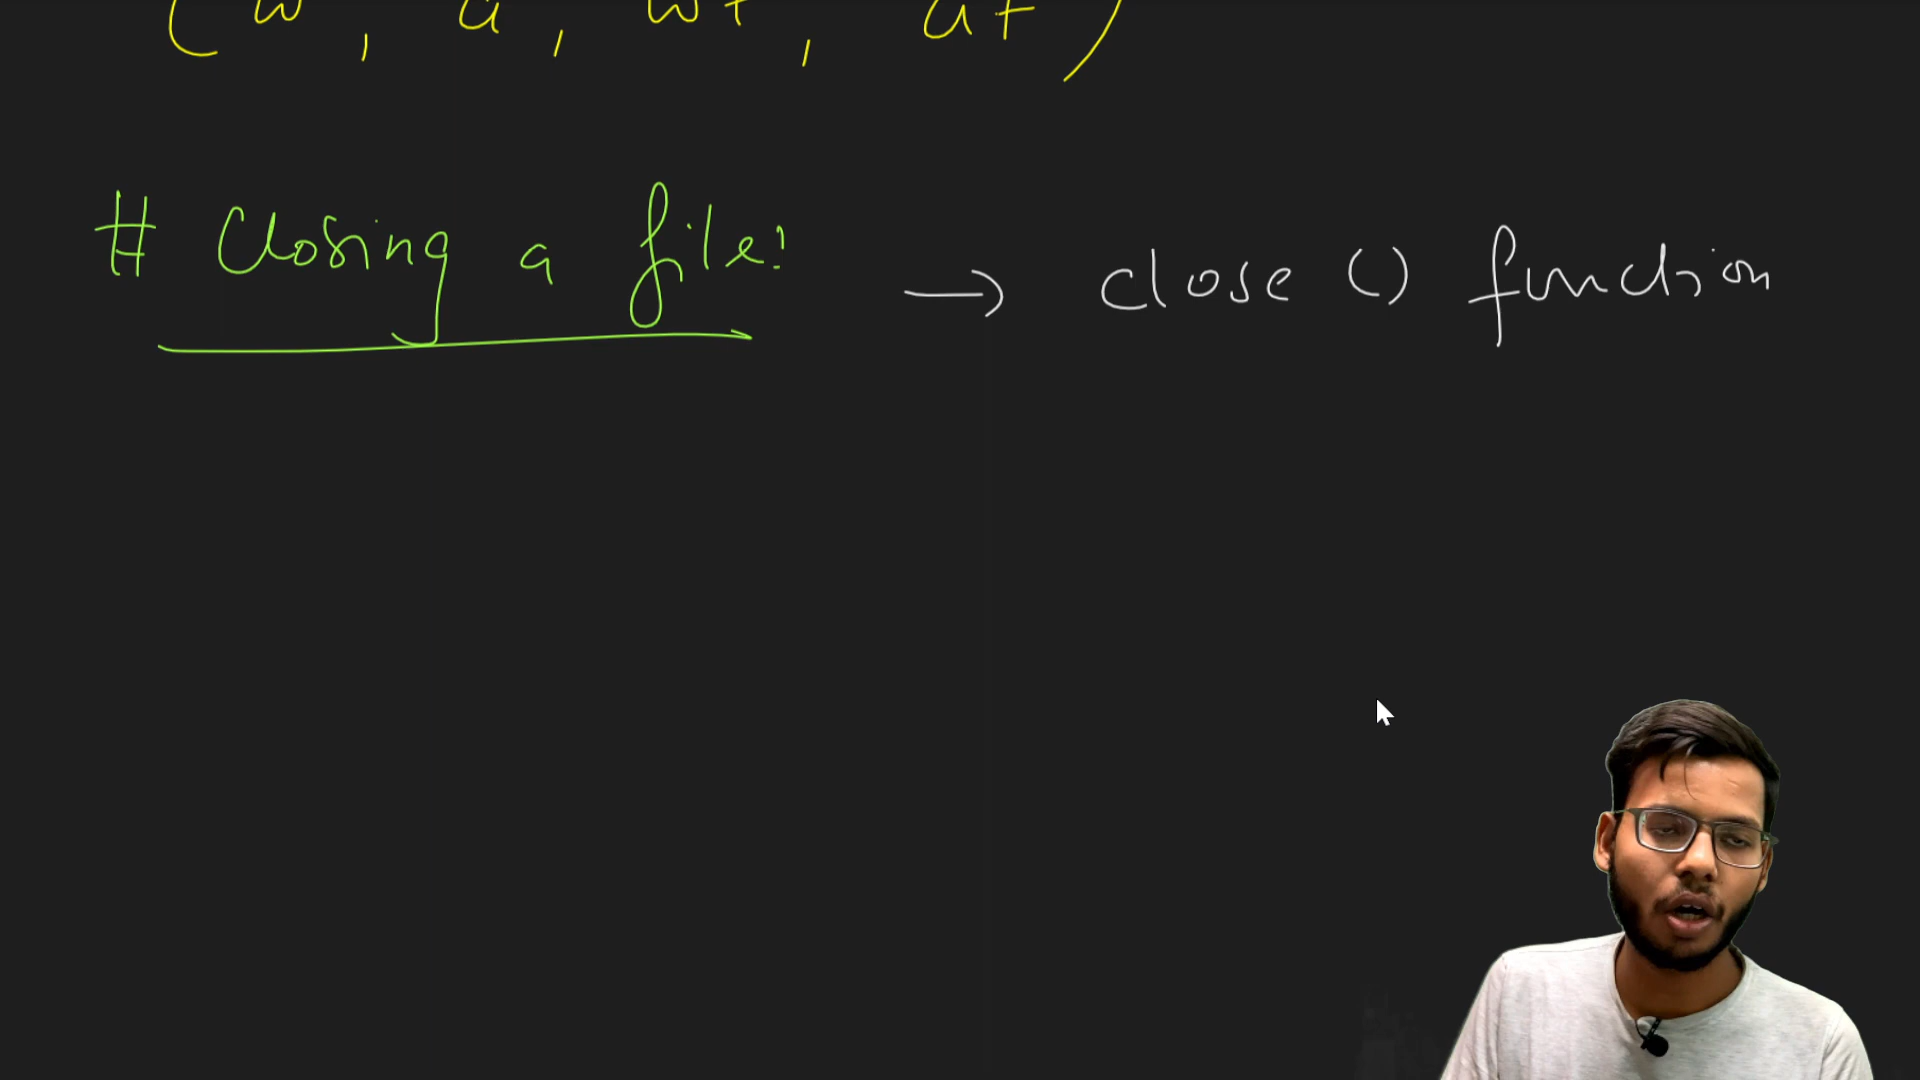 (w, a, w+, a+)
# Closing a file: → close () function